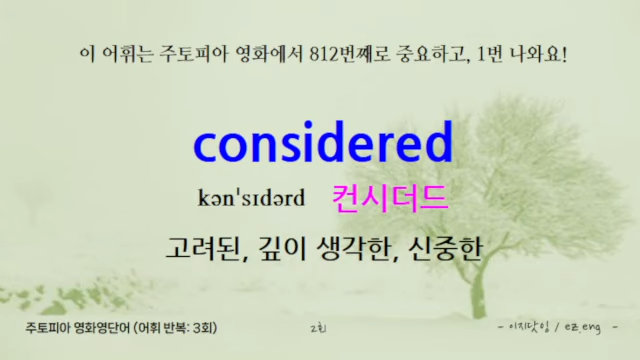 이 어휘는 주토피아 영화에서 812번째로 중요하고, 1번 나와요!
considered
kən'sɪdərd 컨시더드
고려된, 깊이 생각한, 신중한
주토피아 영화영단어 (어휘 반복: 3회) 2회 - 이지닷잉 / ez.eng -